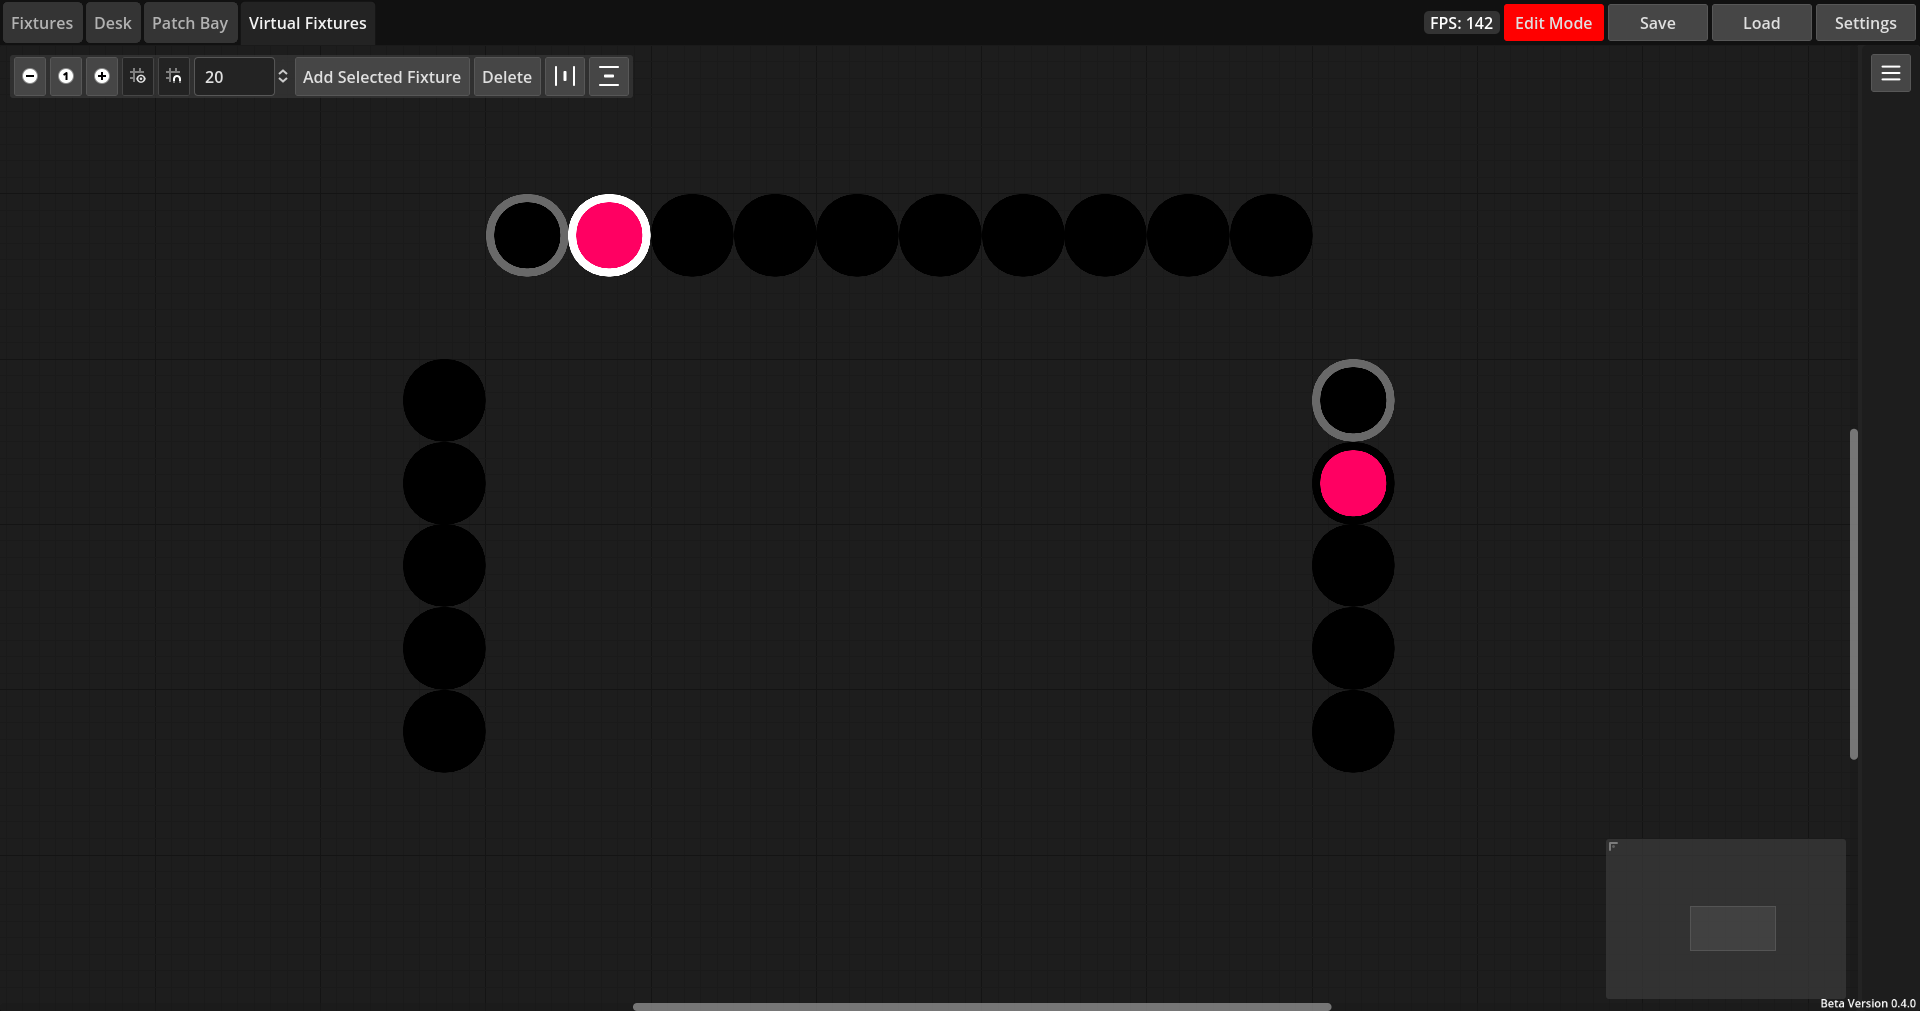 Fixtures Desk Patch Bay Virtual Fixtures FPS: 142 Edit Mode Save Load Settings
1 20 Add Selected Fixture Delete
Beta Version 0.4.0